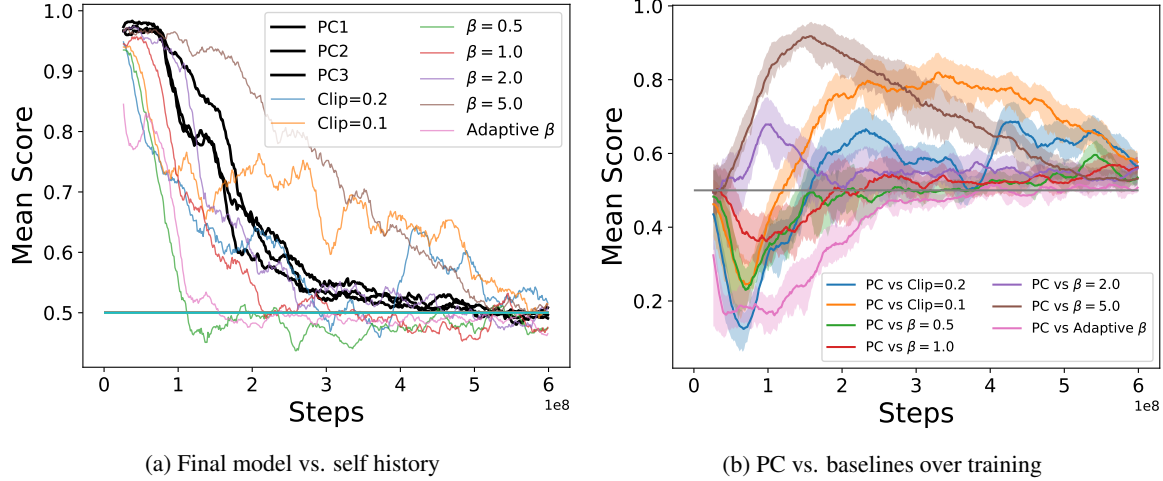 1.0
0.9
0.8
0.7
0.6
0.5
Mean Score
PC1
PC2
PC3
Clip=0.2
Clip=0.1
β = 0.5
β = 1.0
β = 2.0
β = 5.0
Adaptive β
0 1 2 3 4 5 6
1e8
Steps
(a) Final model vs. self history
1.0
0.8
0.6
0.4
0.2
Mean Score
PC vs Clip=0.2
PC vs Clip=0.1
PC vs β = 0.5
PC vs β = 1.0
PC vs β = 2.0
PC vs β = 5.0
PC vs Adaptive β
0 1 2 3 4 5 6
1e8
Steps
(b) PC vs. baselines over training